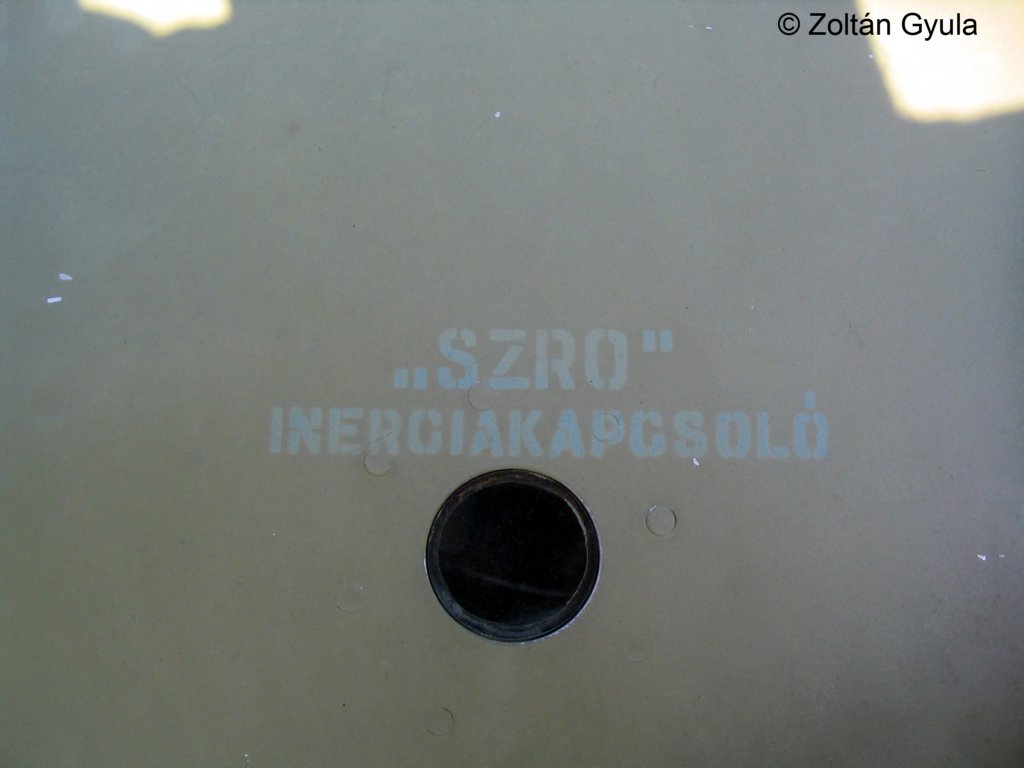 © Zoltán Gyula
„SZRO"
INERCIAKAPCSOLÓ